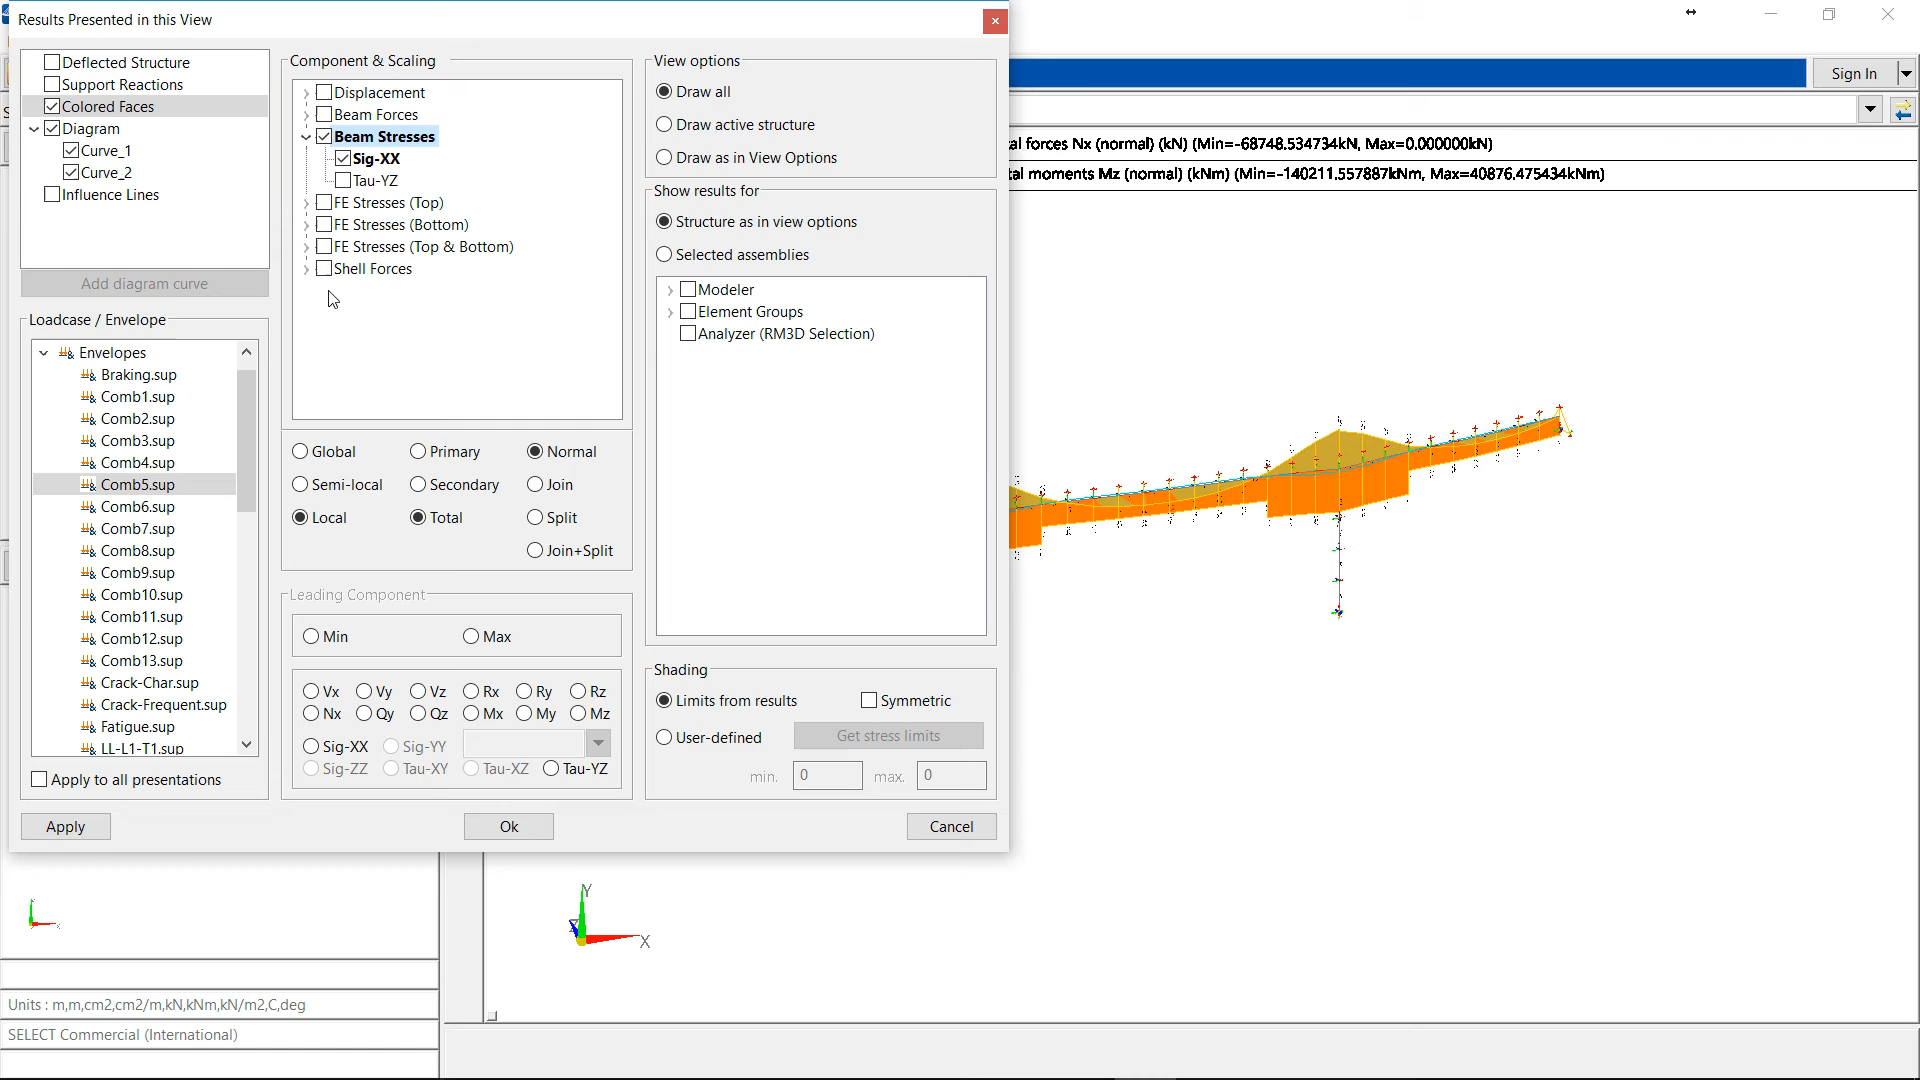 Results Presented in this View
Deflected Structure
Support Reactions
Colored Faces
Diagram
Curve_1
Curve_2
Influence Lines
Add diagram curve
Loadcase / Envelope
Envelopes
Braking.sup
Comb1.sup
Comb2.sup
Comb3.sup
Comb4.sup
Comb5.sup
Comb6.sup
Comb7.sup
Comb8.sup
Comb9.sup
Comb10.sup
Comb11.sup
Comb12.sup
Comb13.sup
Crack-Char.sup
Crack-Frequent.sup
Fatigue.sup
LL-L1-T1.sup
Apply to all presentations
Apply
Component & Scaling
Displacement
Beam Forces
Beam Stresses
Sig-XX
Tau-YZ
FE Stresses (Top)
FE Stresses (Bottom)
FE Stresses (Top & Bottom)
Shell Forces
Global Primary Normal
Semi-local Secondary Join
Local Total Split
Join+Split
Leading Component
Min Max
Vx Vy Vz Rx Ry Rz
Nx Qy Qz Mx My Mz
Sig-XX Sig-YY
Sig-ZZ Tau-XY Tau-XZ Tau-YZ
Ok
View options
Draw all
Draw active structure
Draw as in View Options
Show results for
Structure as in view options
Selected assemblies
Modeler
Element Groups
Analyzer (RM3D Selection)
Shading
Limits from results Symmetric
User-defined Get stress limits
min. 0 max. 0
Cancel
Sign In
al forces Nx (normal) (kN) (Min=-68748.534734kN, Max=0.000000kN)
tal moments Mz (normal) (kNm) (Min=-140211.557887kNm, Max=40876.475434kNm)
Y
Z
X
Units : m,m,cm2,cm2/m,kN,kNm,kN/m2,C,deg
SELECT Commercial (International)